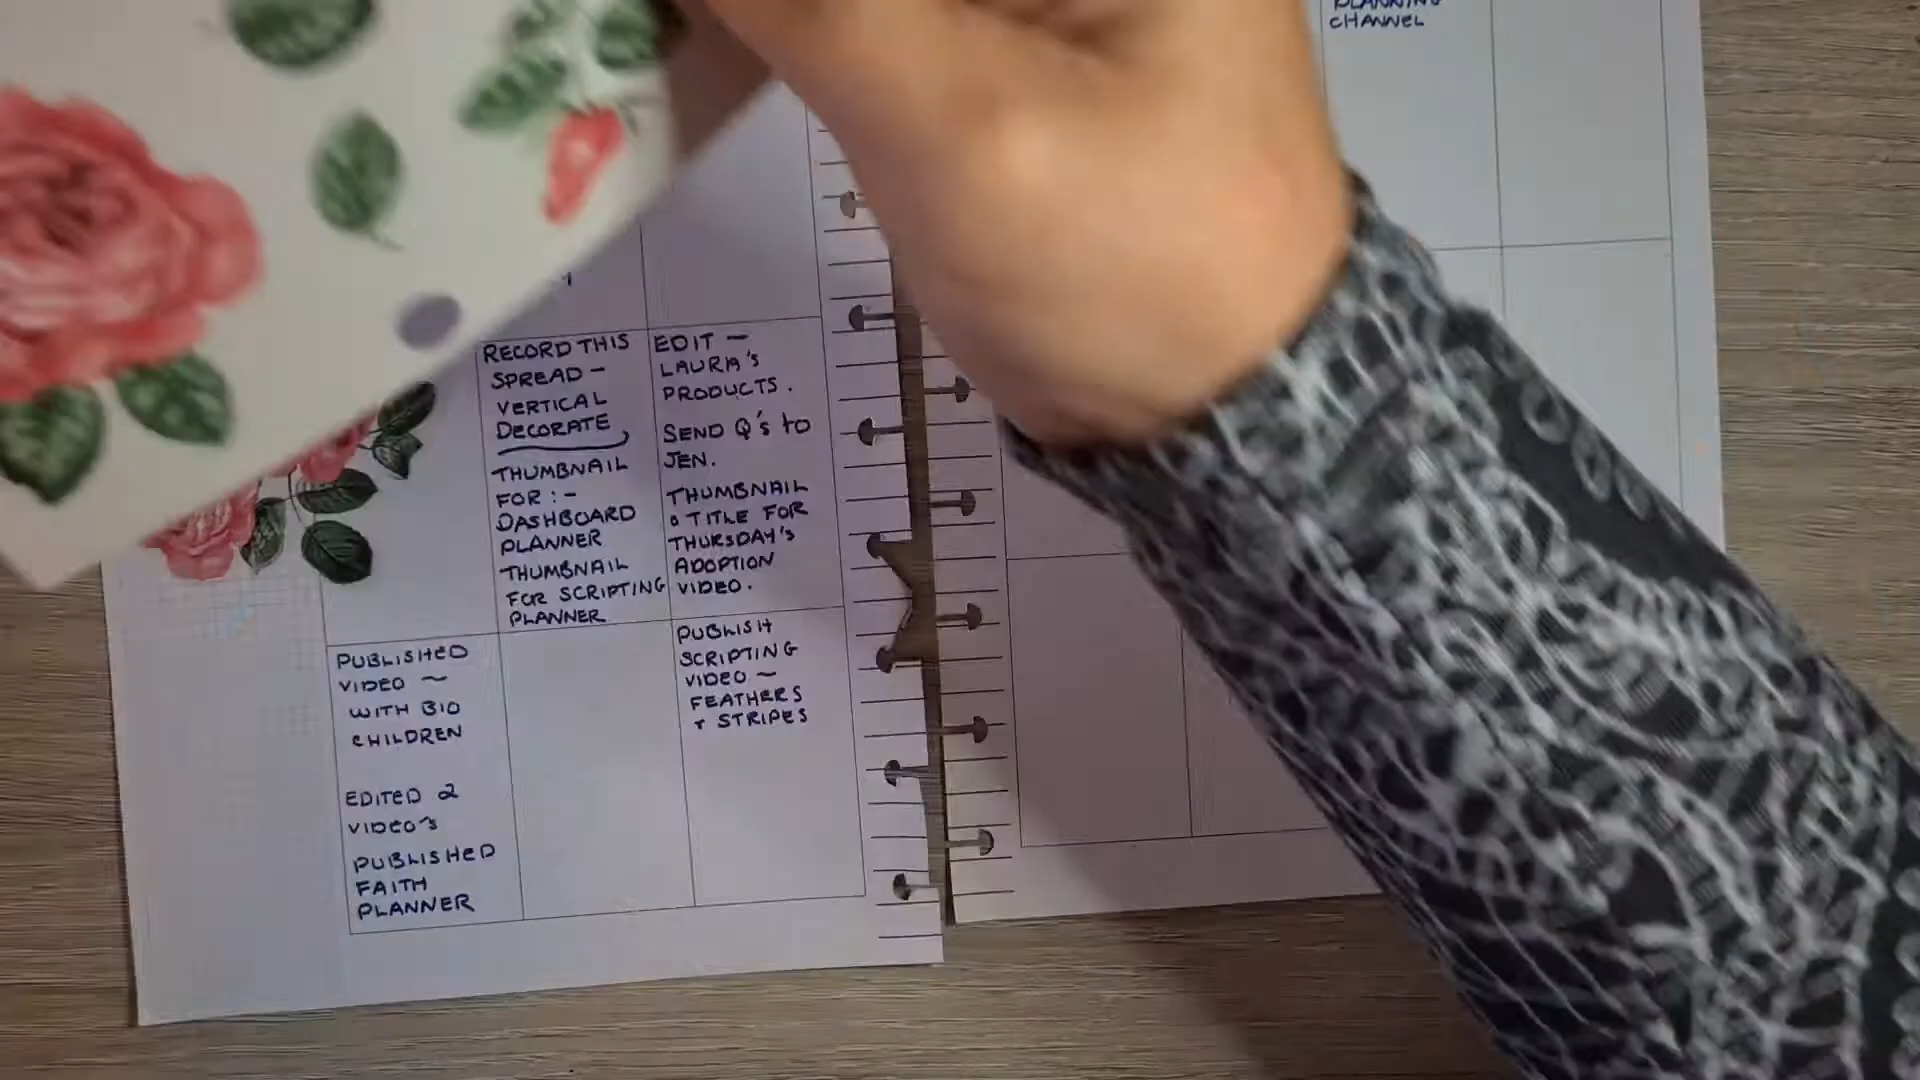 PLANNING
CHANNEL
RECORD THIS
SPREAD -
VERTICAL
DECORATE
THUMBNAIL
FOR :-
DASHBOARD
PLANNER
THUMBNAIL
FOR SCRIPTING
PLANNER
EDIT -
LAURA'S
PRODUCTS.
SEND Q'S TO
JEN.
THUMBNAIL
TITLE FOR
THURSDAY'S
ADOPTION
VIDEO.
PUBLISHED
VIDEO ~
WITH BIO
CHILDREN
EDITED 2
VIDEO'S
PUBLISHED
FAITH
PLANNER
PUBLISH
SCRIPTING
VIDEO ~
FEATHERS
+ STRIPES